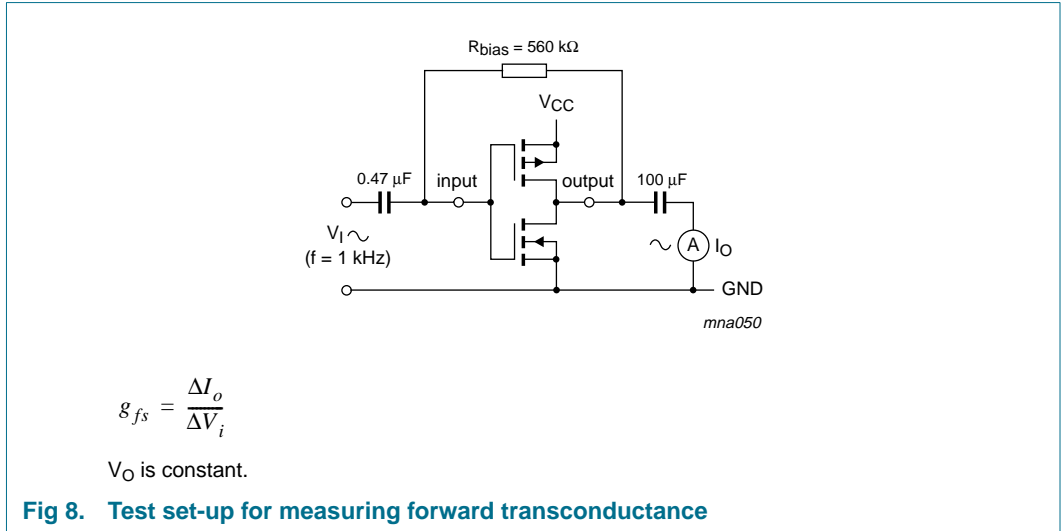 Rbias = 560 kΩ
VCC
0.47 μF
input
output
100 μF
VI
(f = 1 kHz)
A
IO
GND
mna050
gfs = ΔIo / ΔVi
VO is constant.
Fig 8. Test set-up for measuring forward transconductance